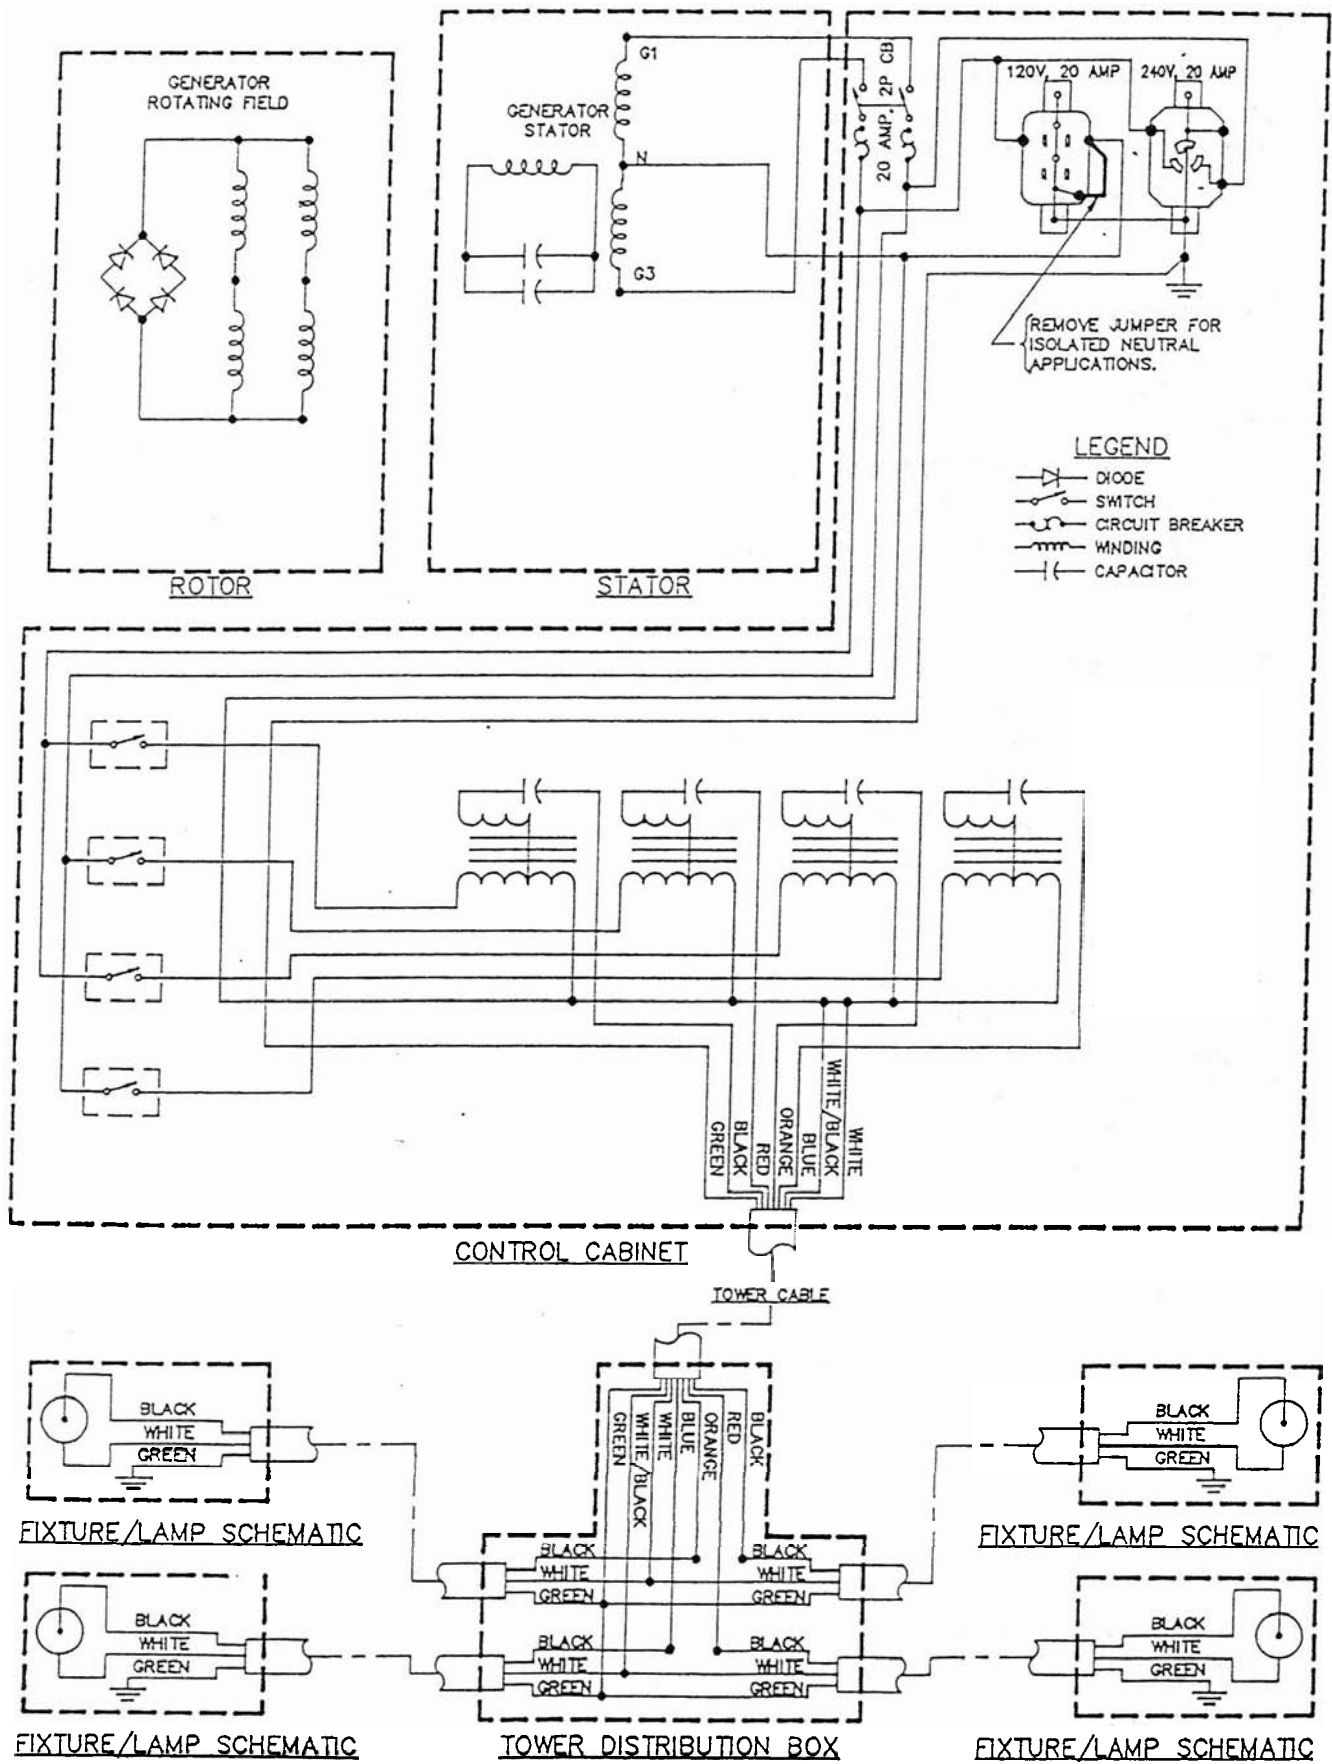 GENERATOR
ROTATING FIELD
ROTOR
G1
GENERATOR
STATOR
N
G3
STATOR
20 AMP, 2P CB
120V, 20 AMP
240V, 20 AMP
REMOVE JUMPER FOR
ISOLATED NEUTRAL
APPLICATIONS.
LEGEND
DIODE
SWITCH
CIRCUIT BREAKER
WINDING
CAPACITOR
GREEN
BLACK
RED
ORANGE
BLUE
WHITE/BLACK
WHITE
CONTROL CABINET
TOWER CABLE
BLACK
WHITE
GREEN
FIXTURE/LAMP SCHEMATIC
BLACK
WHITE
GREEN
FIXTURE/LAMP SCHEMATIC
GREEN
WHITE/BLACK
WHITE
BLUE
ORANGE
RED
BLACK
BLACK
WHITE
GREEN
BLACK
WHITE
GREEN
BLACK
WHITE
GREEN
BLACK
WHITE
GREEN
TOWER DISTRIBUTION BOX
BLACK
WHITE
GREEN
FIXTURE/LAMP SCHEMATIC
BLACK
WHITE
GREEN
FIXTURE/LAMP SCHEMATIC